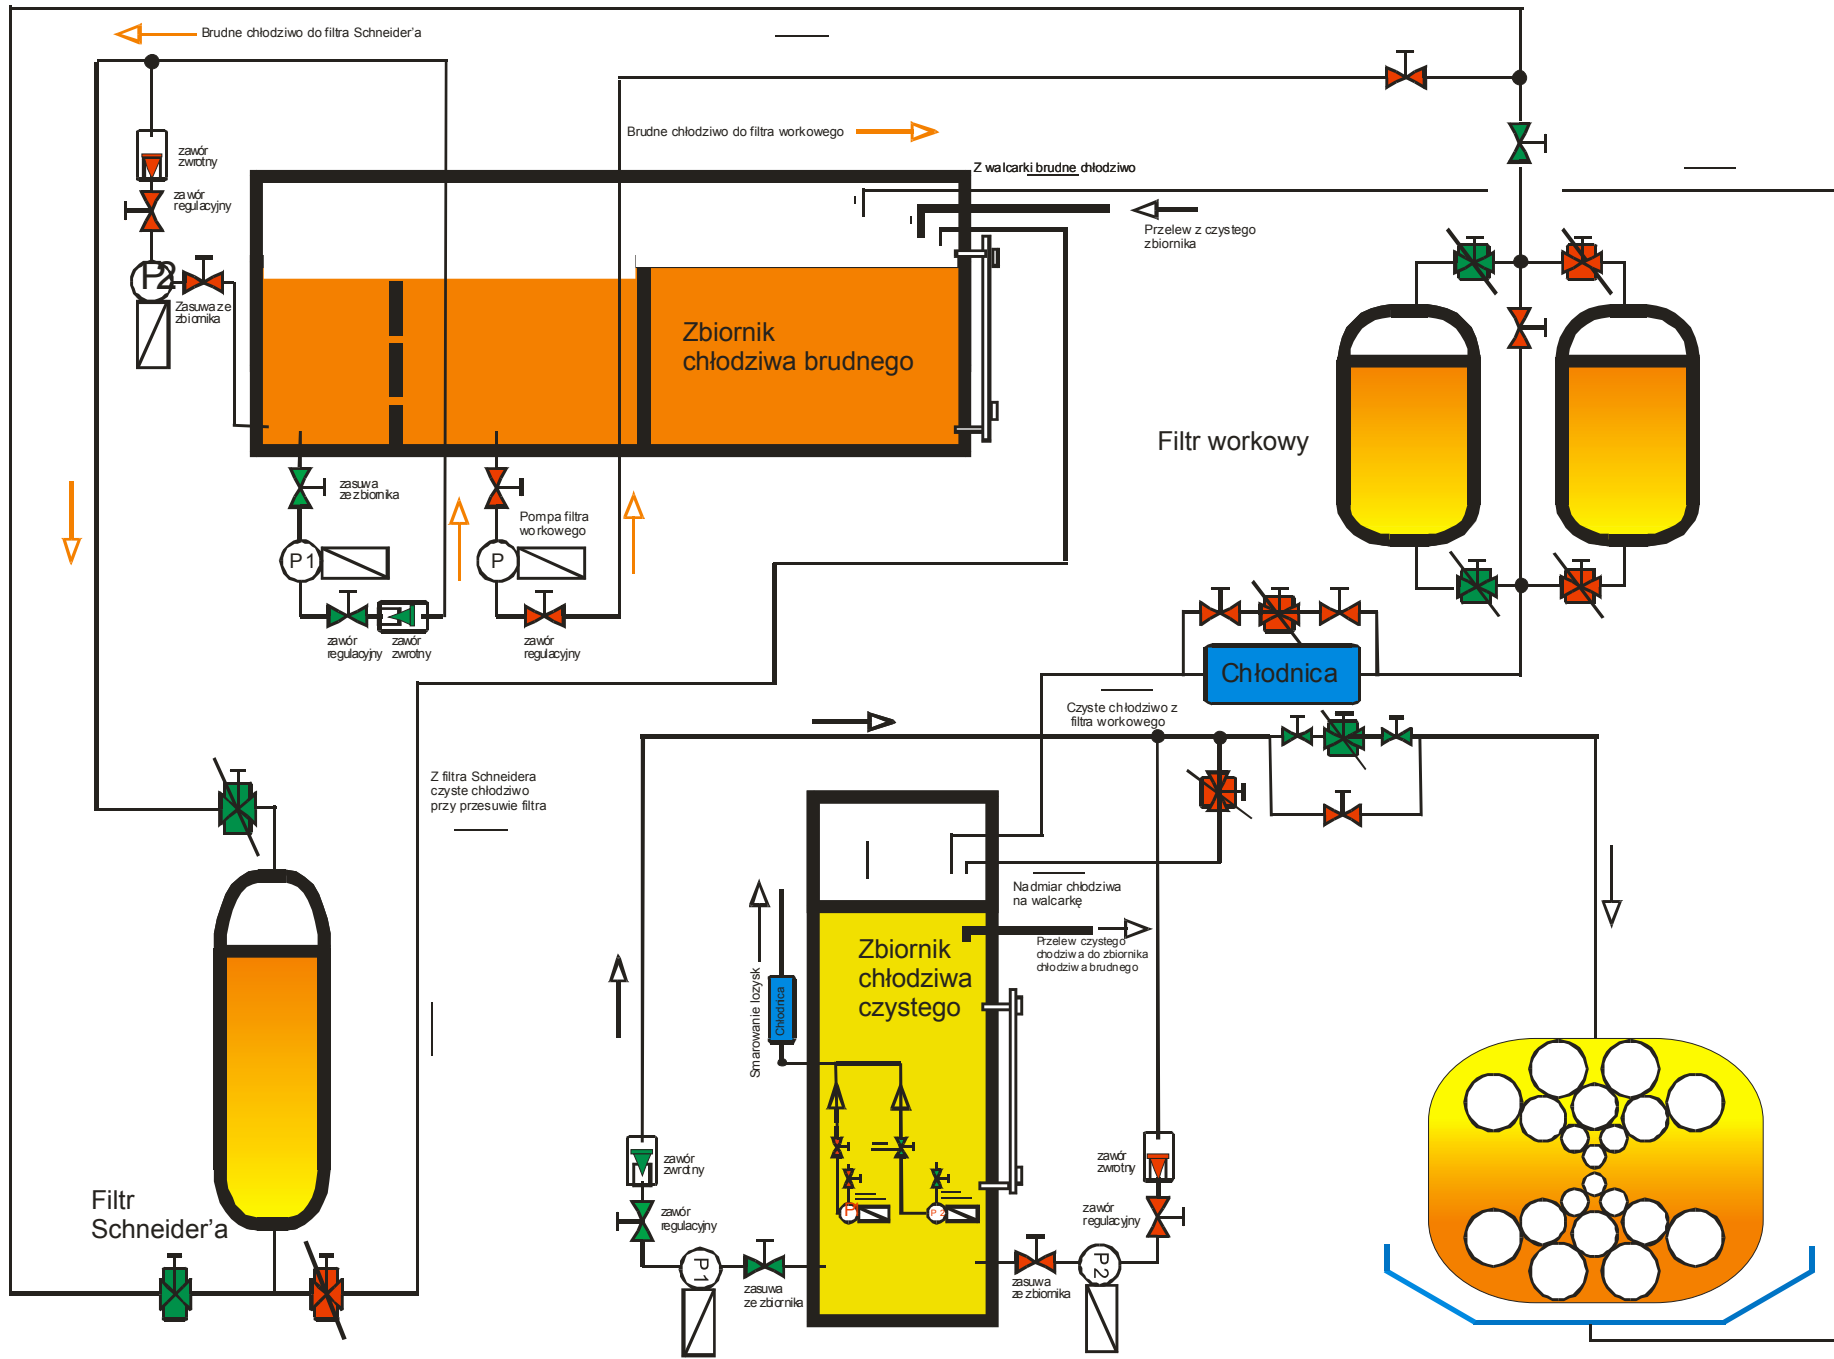 Brudne chłodziwo do filtra Schneider'a
Brudne chłodziwo do filtra workowego
Z walcarki brudne chłodziwo
zawór
zwrotny
zawór
regulacyjny
Przelew z czystego
zbiornika
P2
Zasuwa ze
zbiornika
Zbiornik
chłodziwa brudnego
Filtr workowy
zasuwa
ze zbiornika
Pompa filtra
workowego
P1
P
zawór
regulacyjny
zawór
zwrotny
zawór
regulacyjny
Chłodnica
Czyste chłodziwo z
filtra workowego
Z filtra Schneidera
czyste chłodziwo
przy przesuwie filtra
Nadmiar chłodziwa
na walcarkę
Przelew czystego
chodziwa do zbiornika
chłodziwa brudnego
Zbiornik
chłodziwa
czystego
Smarowanie lozysk
Chłodnica
zawór
zwrotny
zawór
zwrotny
Filtr
Schneider'a
zawór
regulacyjny
P1
P2
zawór
regulacyjny
P1
P2
zasuwa
ze zbiornika
zasuwa
ze zbiornika